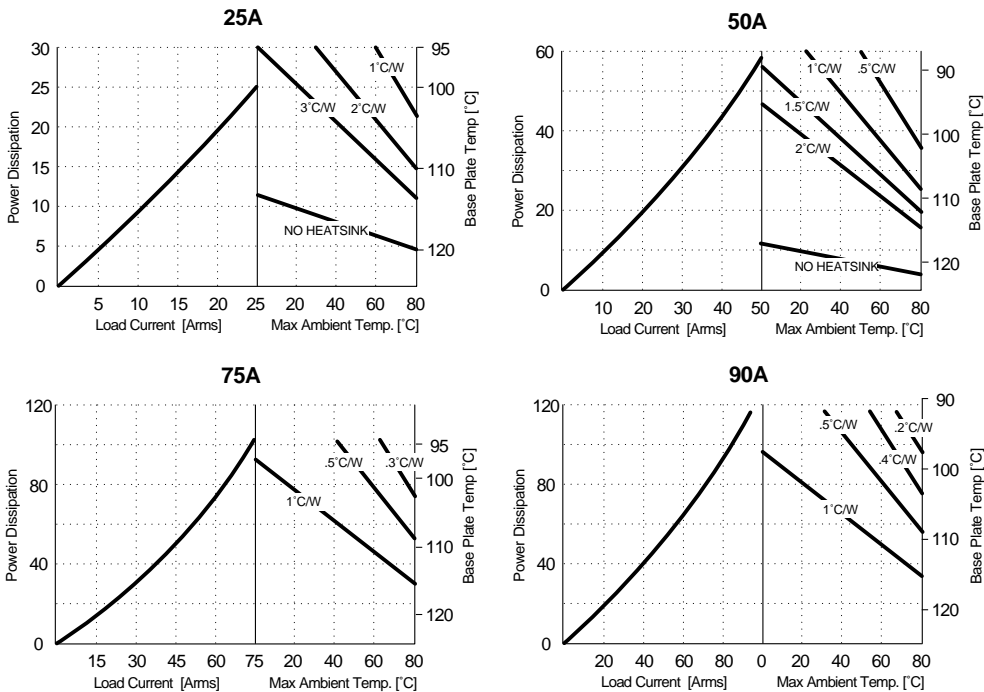 25A
Power Dissipation
30
25
20
15
10
5
0
5 10 15 20 25 20 40 60 80
Load Current [Arms] Max Ambient Temp. [˚C]
1˚C/W
2˚C/W
3˚C/W
NO HEATSINK
95
100
110
120
Base Plate Temp [˚C]
50A
Power Dissipation
60
40
20
0
10 20 30 40 50 20 40 60 80
Load Current [Arms] Max Ambient Temp. [˚C]
1˚C/W
.5˚C/W
1.5˚C/W
2˚C/W
NO HEATSINK
90
100
110
120
Base Plate Temp [˚C]
75A
Power Dissipation
120
80
40
0
15 30 45 60 75 20 40 60 80
Load Current [Arms] Max Ambient Temp. [˚C]
.5˚C/W
.3˚C/W
1˚C/W
95
100
110
120
Base Plate Temp [˚C]
90A
Power Dissipation
120
80
40
0
20 40 60 80 0 20 40 60 80
Load Current [Arms] Max Ambient Temp. [˚C]
.2˚C/W
.5˚C/W
.4˚C/W
1˚C/W
90
100
110
120
Base Plate Temp [˚C]